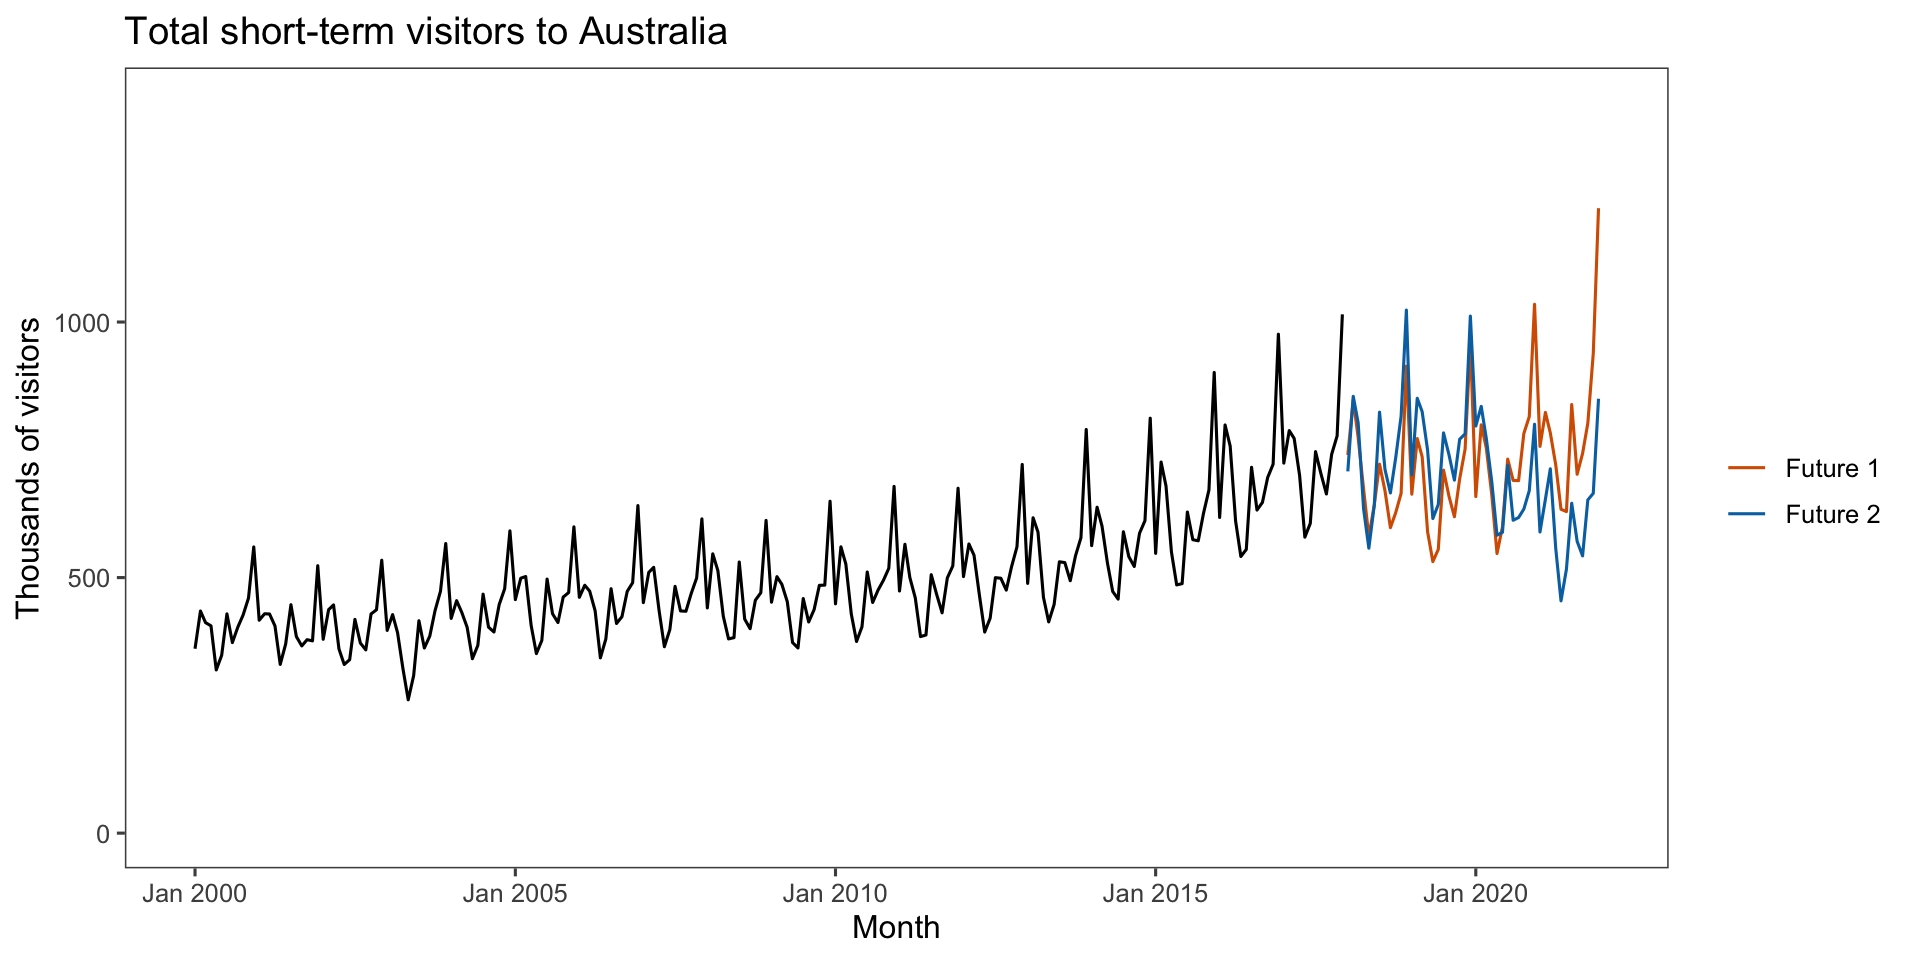 Total short-term visitors to Australia
Thousands of visitors
1000
500
0
Jan 2000
Jan 2005
Jan 2010
Jan 2015
Jan 2020
Month
Future 1
Future 2